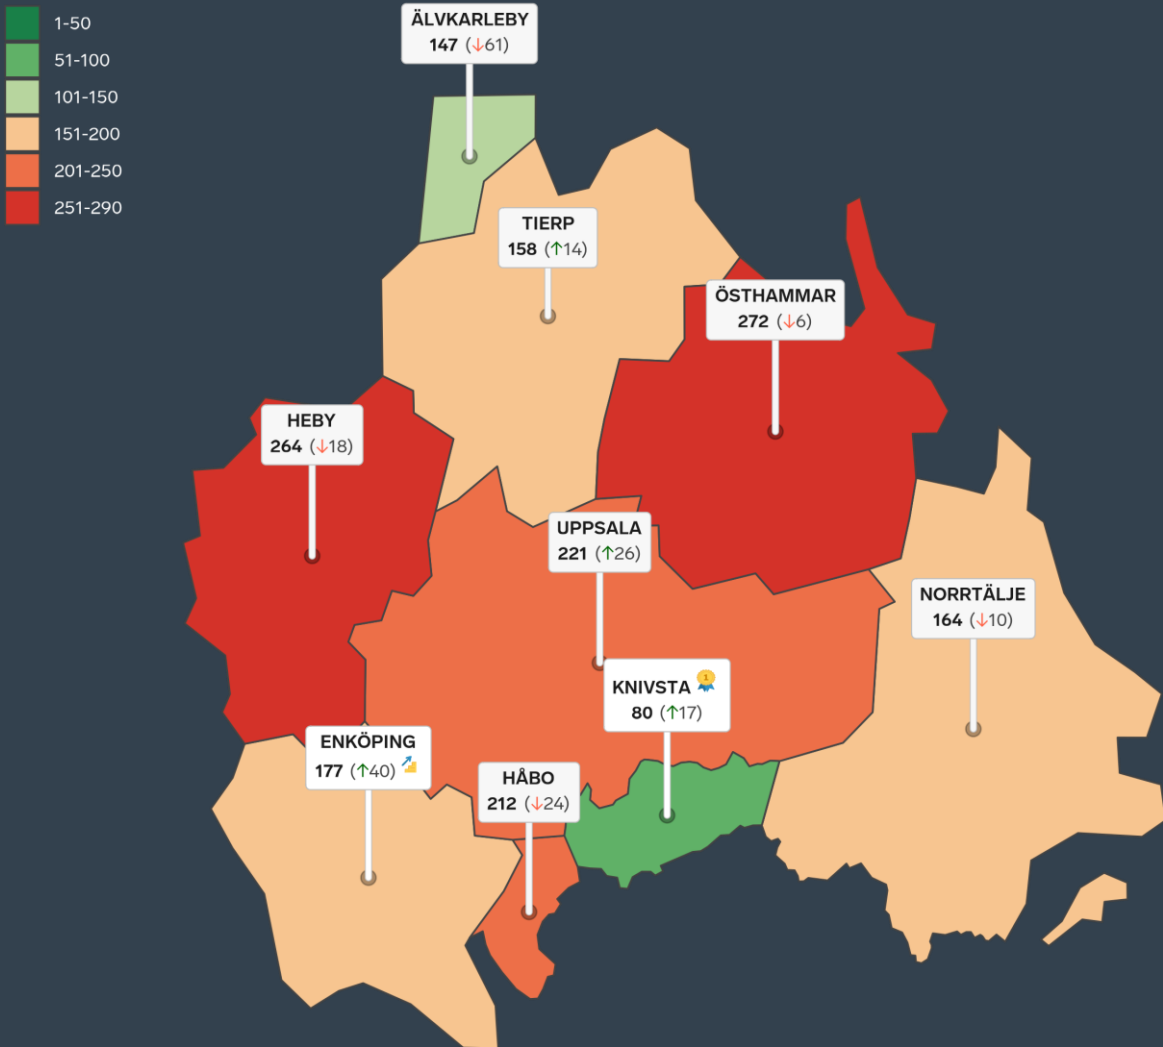 1-50
51-100
101-150
151-200
201-250
251-290
ÄLVKARLEBY
147 (↓61)
TIERP
158 (↑14)
ÖSTHAMMAR
272 (↓6)
HEBY
264 (↓18)
UPPSALA
221 (↑26)
NORRTÄLJE
164 (↓10)
KNIVSTA 1
80 (↑17)
ENKÖPING
177 (↑40)
HÅBO
212 (↓24)